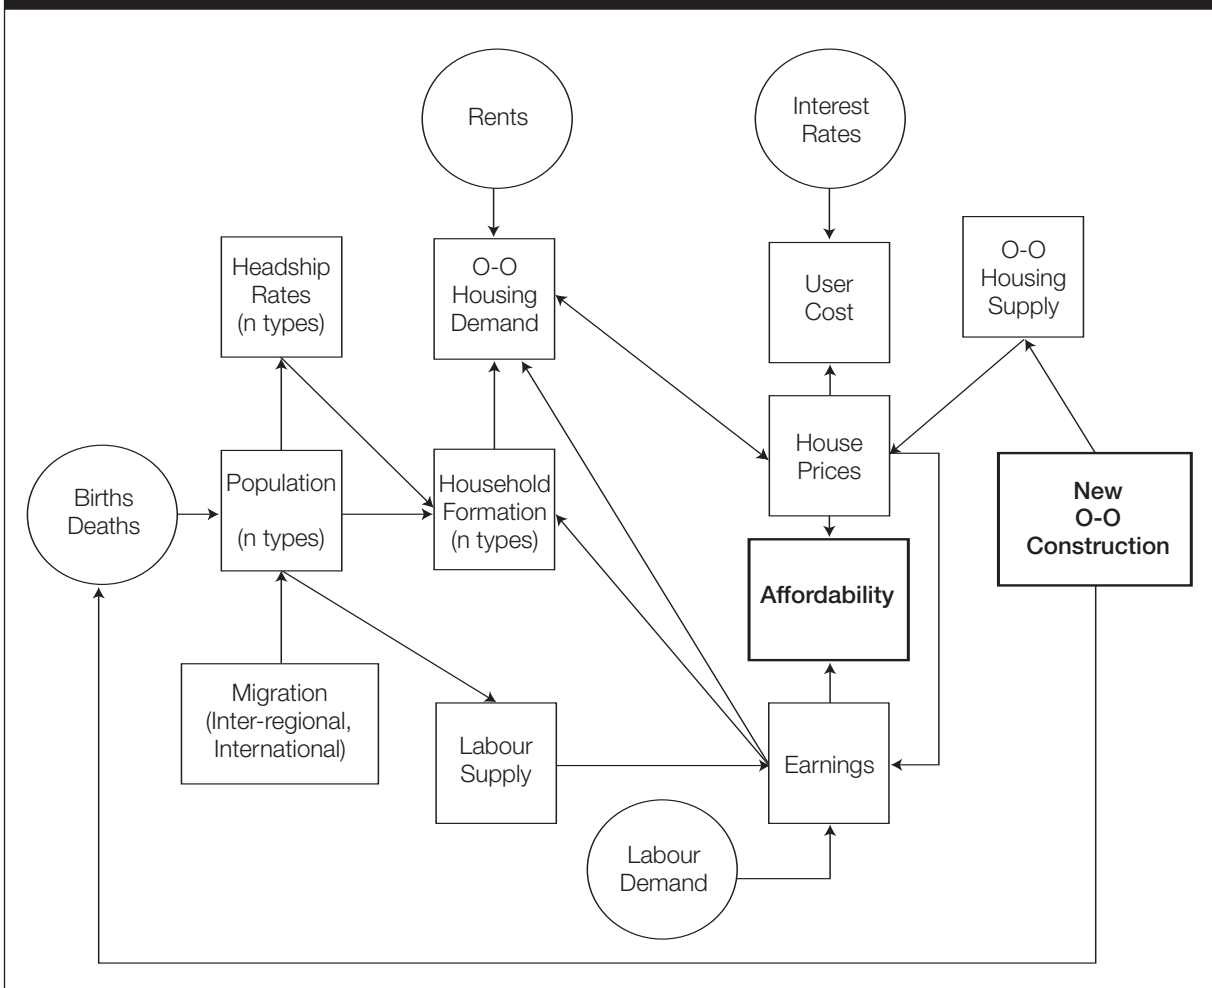 Rents
Interest
Rates
Headship
Rates
(n types)
O-O
Housing
Demand
User
Cost
O-O
Housing
Supply
Births
Deaths
Population
(n types)
Household
Formation
(n types)
House
Prices
New
O-O
Construction
Affordability
Migration
(Inter-regional,
International)
Labour
Supply
Earnings
Labour
Demand